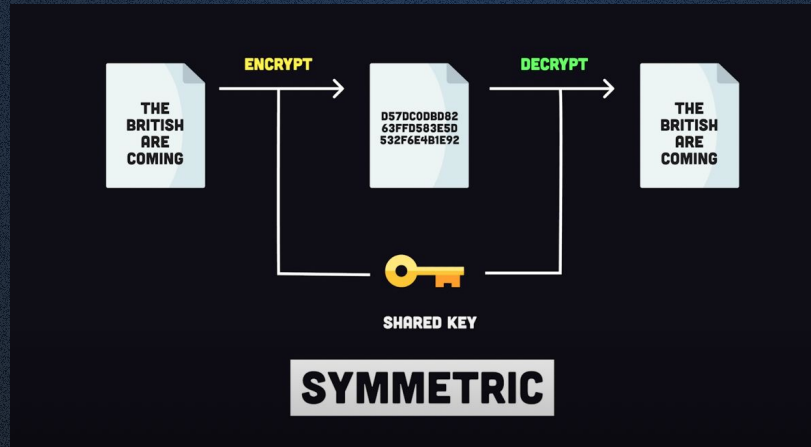 ENCRYPT
DECRYPT
THE
BRITISH
ARE
COMING
D57DC0DBD82
63FFD583E5D
532F6E4B1E92
THE
BRITISH
ARE
COMING
SHARED KEY
SYMMETRIC